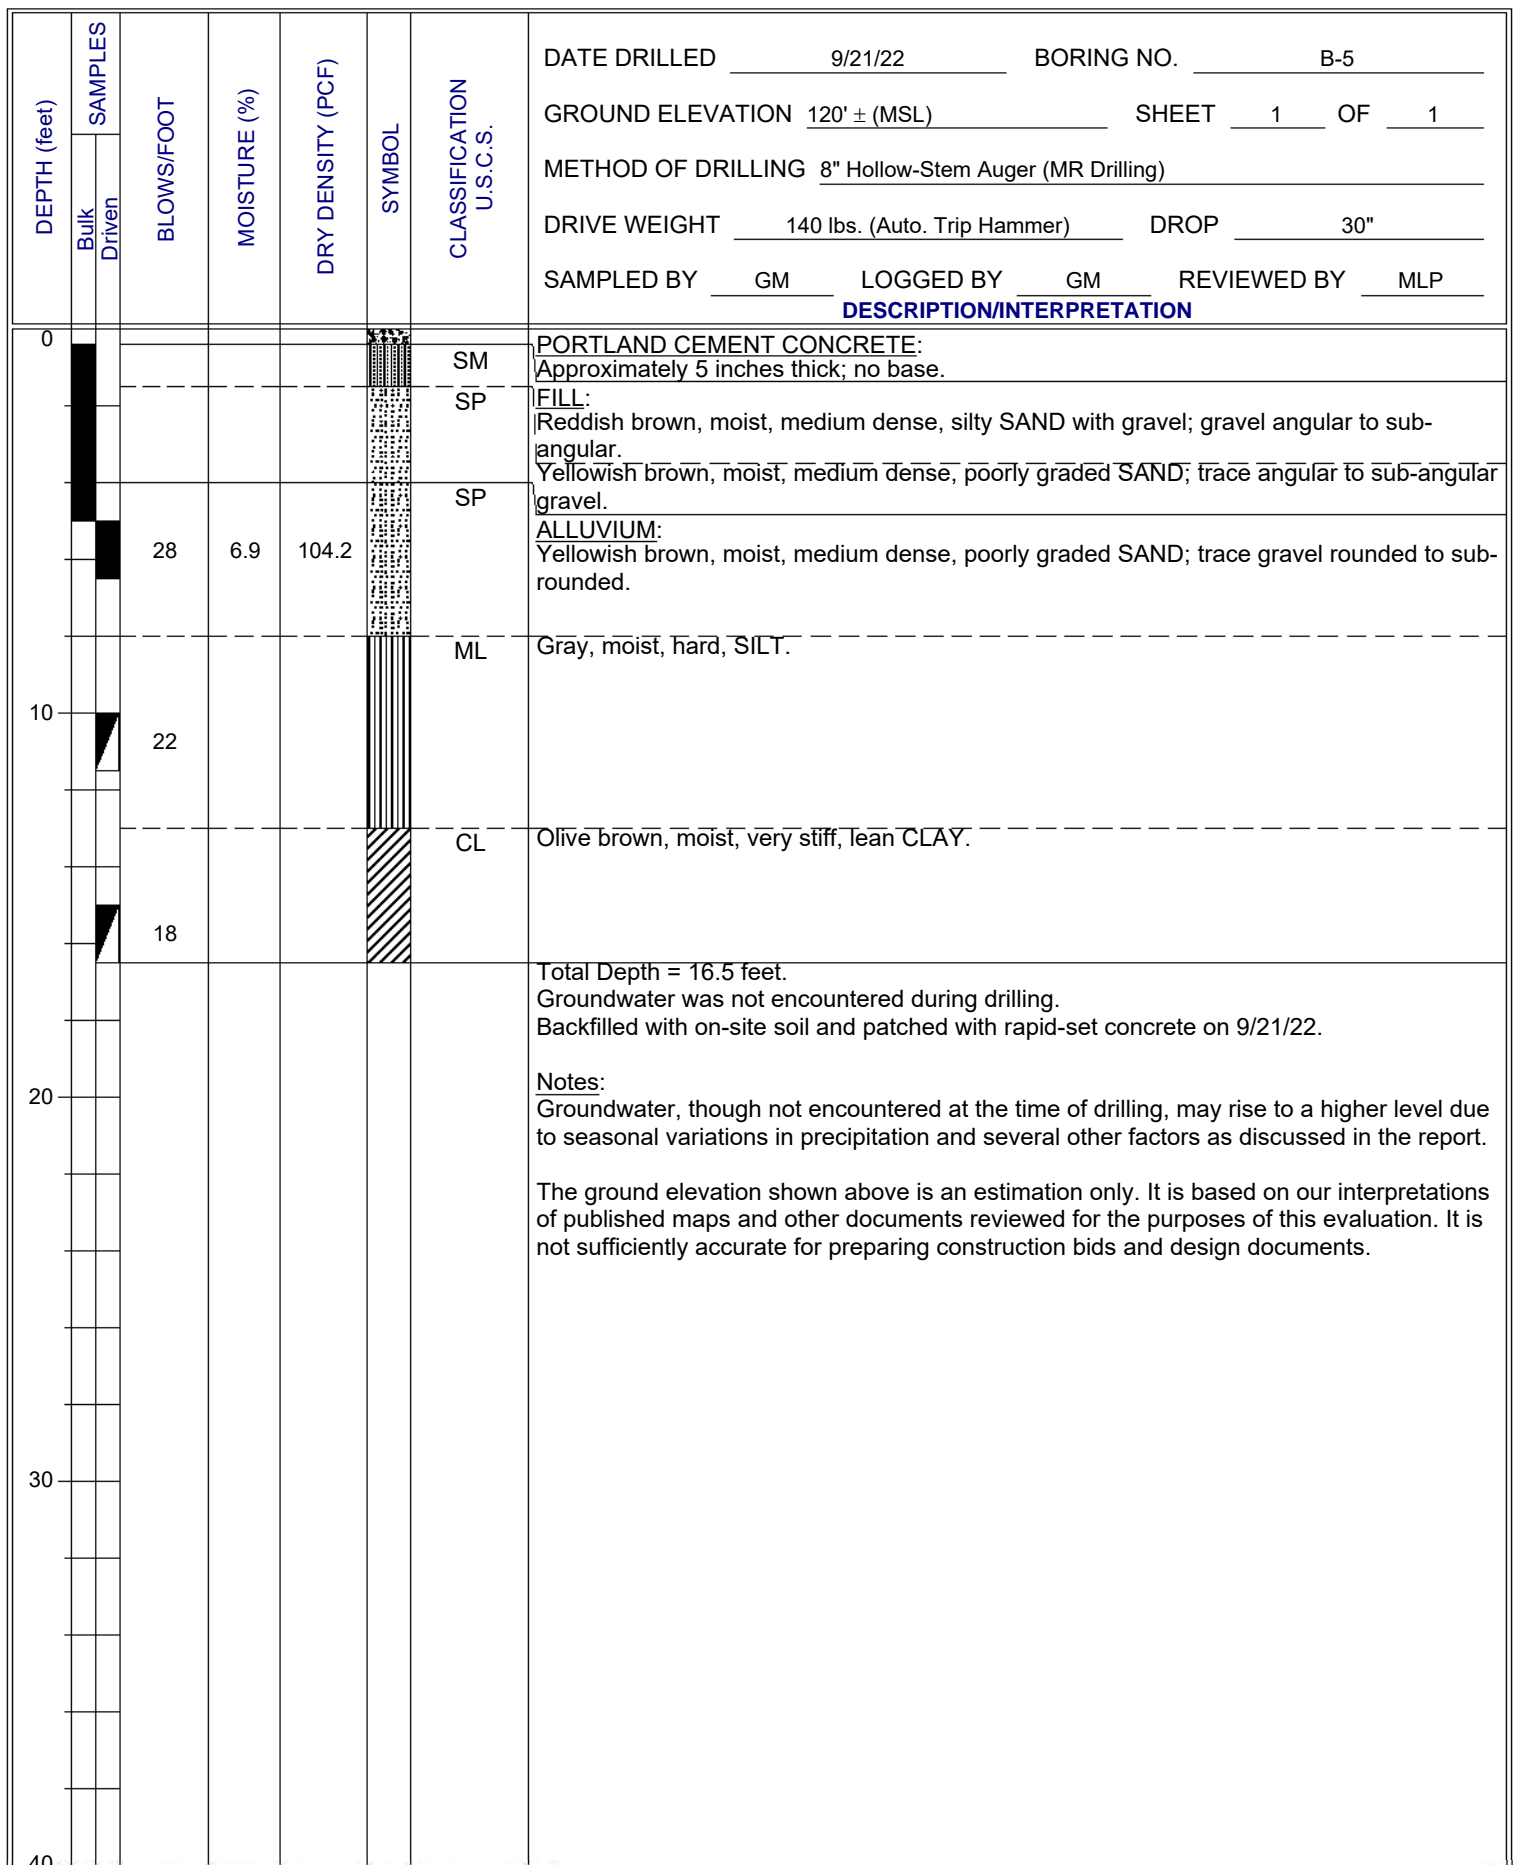 DEPTH (feet)
SAMPLES
Bulk
Driven
BLOWS/FOOT
MOISTURE (%)
DRY DENSITY (PCF)
SYMBOL
CLASSIFICATION
U.S.C.S.
DATE DRILLED 9/21/22 BORING NO. B-5
GROUND ELEVATION 120' ± (MSL) SHEET 1 OF 1
METHOD OF DRILLING 8" Hollow-Stem Auger (MR Drilling)
DRIVE WEIGHT 140 lbs. (Auto. Trip Hammer) DROP 30"
SAMPLED BY GM LOGGED BY GM REVIEWED BY MLP
DESCRIPTION/INTERPRETATION
0
PORTLAND CEMENT CONCRETE:
SM Approximately 5 inches thick; no base.
SP FILL:
Reddish brown, moist, medium dense, silty SAND with gravel; gravel angular to sub-
angular.
Yellowish brown, moist, medium dense, poorly graded SAND; trace angular to sub-angular
SP gravel.
ALLUVIUM:
28 6.9 104.2 Yellowish brown, moist, medium dense, poorly graded SAND; trace gravel rounded to sub-
rounded.
ML Gray, moist, hard, SILT.
10
22
CL Olive brown, moist, very stiff, lean CLAY.
18
Total Depth = 16.5 feet.
Groundwater was not encountered during drilling.
Backfilled with on-site soil and patched with rapid-set concrete on 9/21/22.
Notes:
20 Groundwater, though not encountered at the time of drilling, may rise to a higher level due
to seasonal variations in precipitation and several other factors as discussed in the report.
The ground elevation shown above is an estimation only. It is based on our interpretations
of published maps and other documents reviewed for the purposes of this evaluation. It is
not sufficiently accurate for preparing construction bids and design documents.
30
40